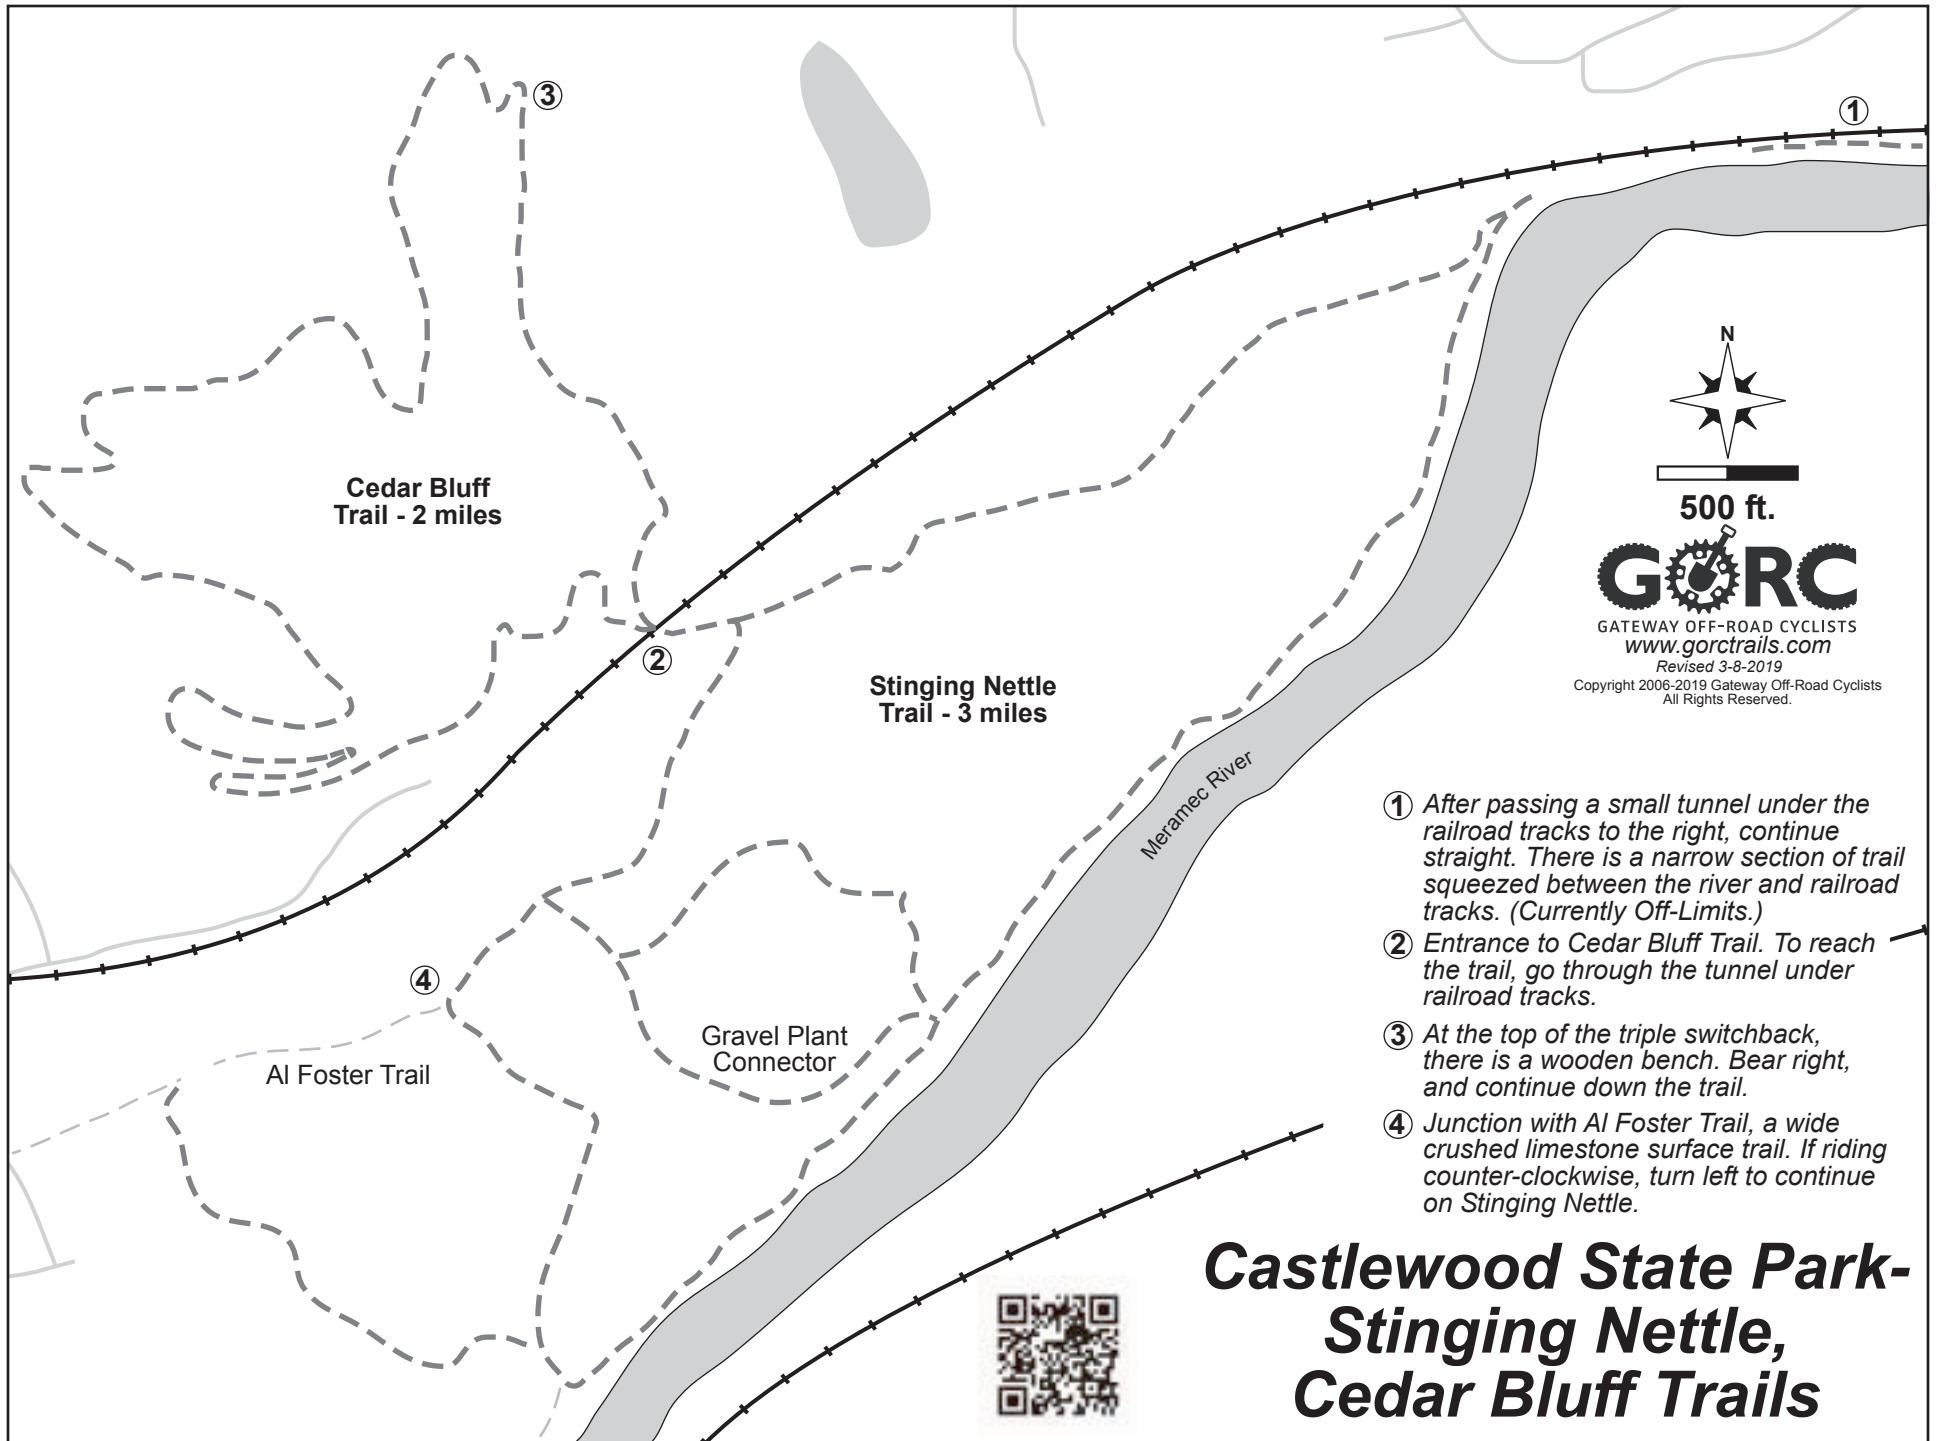 3
1
N
Cedar Bluff
Trail - 2 miles
500 ft.
GORC
GATEWAY OFF-ROAD CYCLISTS
www.gorctrails.com
Revised 3-8-2019
Copyright 2006-2019 Gateway Off-Road Cyclists
All Rights Reserved.
2
Stinging Nettle
Trail - 3 miles
Meramec River
4
Gravel Plant
Connector
Al Foster Trail
1 After passing a small tunnel under the
railroad tracks to the right, continue
straight. There is a narrow section of trail
squeezed between the river and railroad
tracks. (Currently Off-Limits.)
2 Entrance to Cedar Bluff Trail. To reach
the trail, go through the tunnel under
railroad tracks.
3 At the top of the triple switchback,
there is a wooden bench. Bear right,
and continue down the trail.
4 Junction with Al Foster Trail, a wide
crushed limestone surface trail. If riding
counter-clockwise, turn left to continue
on Stinging Nettle.
Castlewood State Park-
Stinging Nettle,
Cedar Bluff Trails